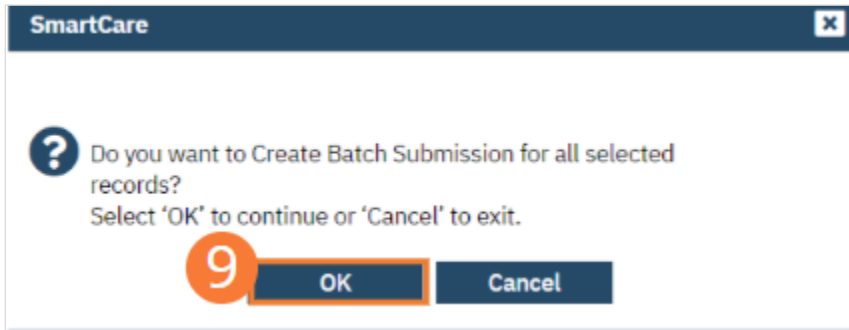 SmartCare
Do you want to Create Batch Submission for all selected
records?
Select ‘OK’ to continue or ‘Cancel’ to exit.
9 OK Cancel